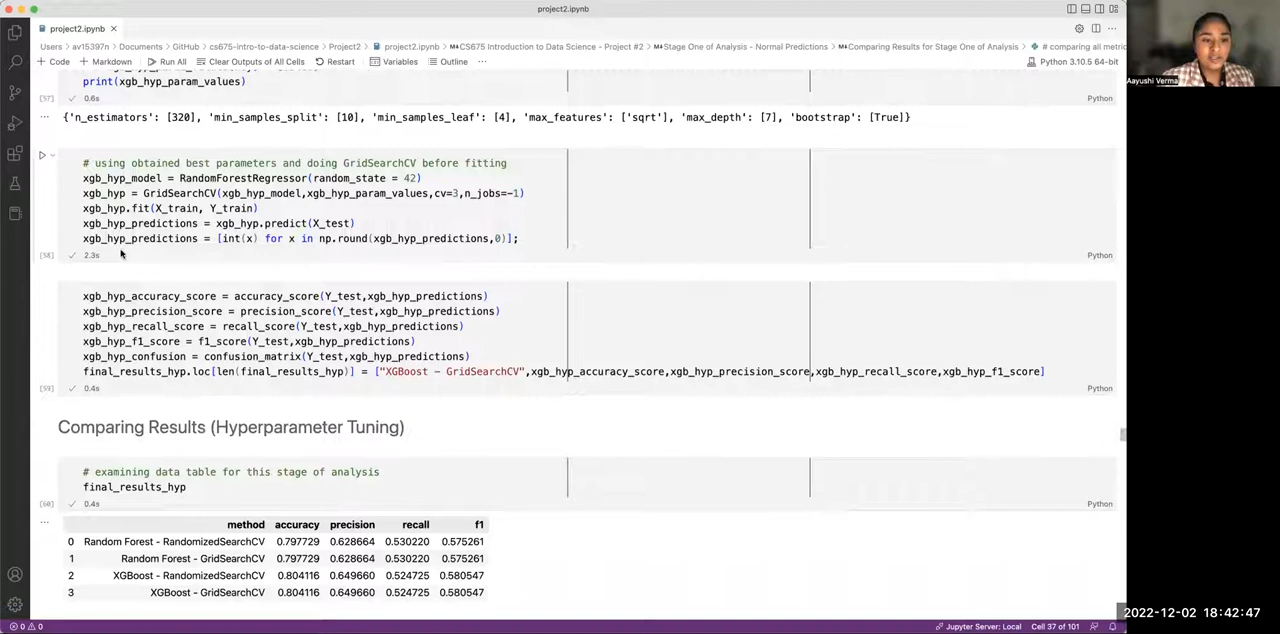 project2.ipynb
project2.ipynb
Users > av15397n > Documents > GitHub > cs675-intro-to-data-science > Project2 > project2.ipynb > CS675 Introduction to Data Science - Project #2 > Stage One of Analysis - Normal Predictions > Comparing Results for Stage One of Analysis > # comparing all metric
+ Code + Markdown Run All Clear Outputs of All Cells Restart Variables Outline ... Python 3.10.5 64-bit
Aayushi Verma
print(xgb_hyp_param_values)
[57] 0.6s Python
{'n_estimators': [320], 'min_samples_split': [10], 'min_samples_leaf': [4], 'max_features': ['sqrt'], 'max_depth': [7], 'bootstrap': [True]}
# using obtained best parameters and doing GridSearchCV before fitting
xgb_hyp_model = RandomForestRegressor(random_state = 42)
xgb_hyp = GridSearchCV(xgb_hyp_model,xgb_hyp_param_values,cv=3,n_jobs=-1)
xgb_hyp.fit(X_train, Y_train)
xgb_hyp_predictions = xgb_hyp.predict(X_test)
xgb_hyp_predictions = [int(x) for x in np.round(xgb_hyp_predictions,0)];
[58] 2.3s Python
xgb_hyp_accuracy_score = accuracy_score(Y_test,xgb_hyp_predictions)
xgb_hyp_precision_score = precision_score(Y_test,xgb_hyp_predictions)
xgb_hyp_recall_score = recall_score(Y_test,xgb_hyp_predictions)
xgb_hyp_f1_score = f1_score(Y_test,xgb_hyp_predictions)
xgb_hyp_confusion = confusion_matrix(Y_test,xgb_hyp_predictions)
final_results_hyp.loc[len(final_results_hyp)] = ["XGBoost - GridSearchCV",xgb_hyp_accuracy_score,xgb_hyp_precision_score,xgb_hyp_recall_score,xgb_hyp_f1_score]
[59] 0.4s Python
Comparing Results (Hyperparameter Tuning)
# examining data table for this stage of analysis
final_results_hyp
[60] 0.4s Python
method accuracy precision recall f1
0 Random Forest - RandomizedSearchCV 0.797729 0.628664 0.530220 0.575261
1 Random Forest - GridSearchCV 0.797729 0.628664 0.530220 0.575261
2 XGBoost - RandomizedSearchCV 0.804116 0.649660 0.524725 0.580547
3 XGBoost - GridSearchCV 0.804116 0.649660 0.524725 0.580547
2022-12-02 18:42:47
0 0 Jupyter Server: Local Cell 37 of 101